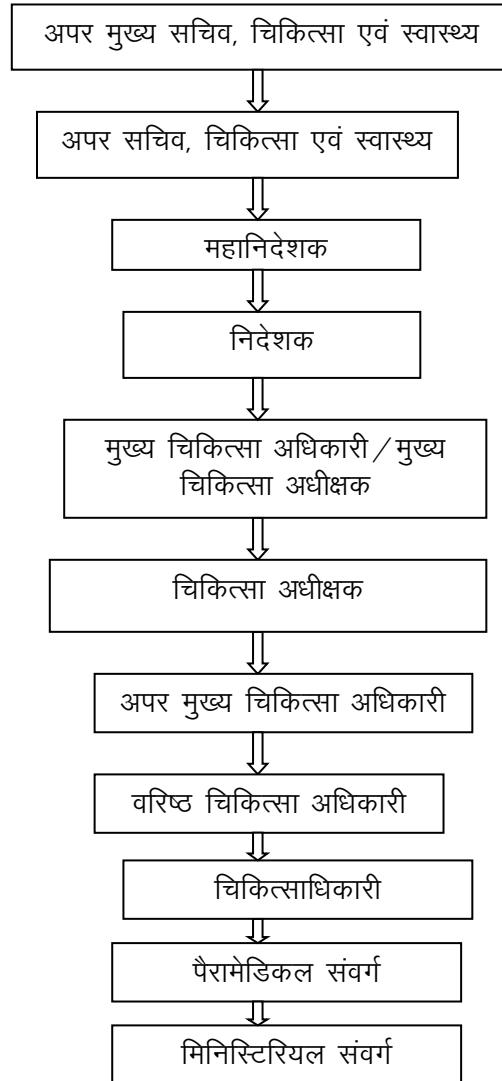 अपर मुख्य सचिव, चिकित्सा एवं स्वास्थ्य
अपर सचिव, चिकित्सा एवं स्वास्थ्य
महानिदेशक
निदेशक
मुख्य चिकित्सा अधिकारी / मुख्य
चिकित्सा अधीक्षक
चिकित्सा अधीक्षक
अपर मुख्य चिकित्सा अधिकारी
वरिष्ठ चिकित्सा अधिकारी
चिकित्साधिकारी
पैरामेडिकल संवर्ग
मिनिस्टिरियल संवर्ग